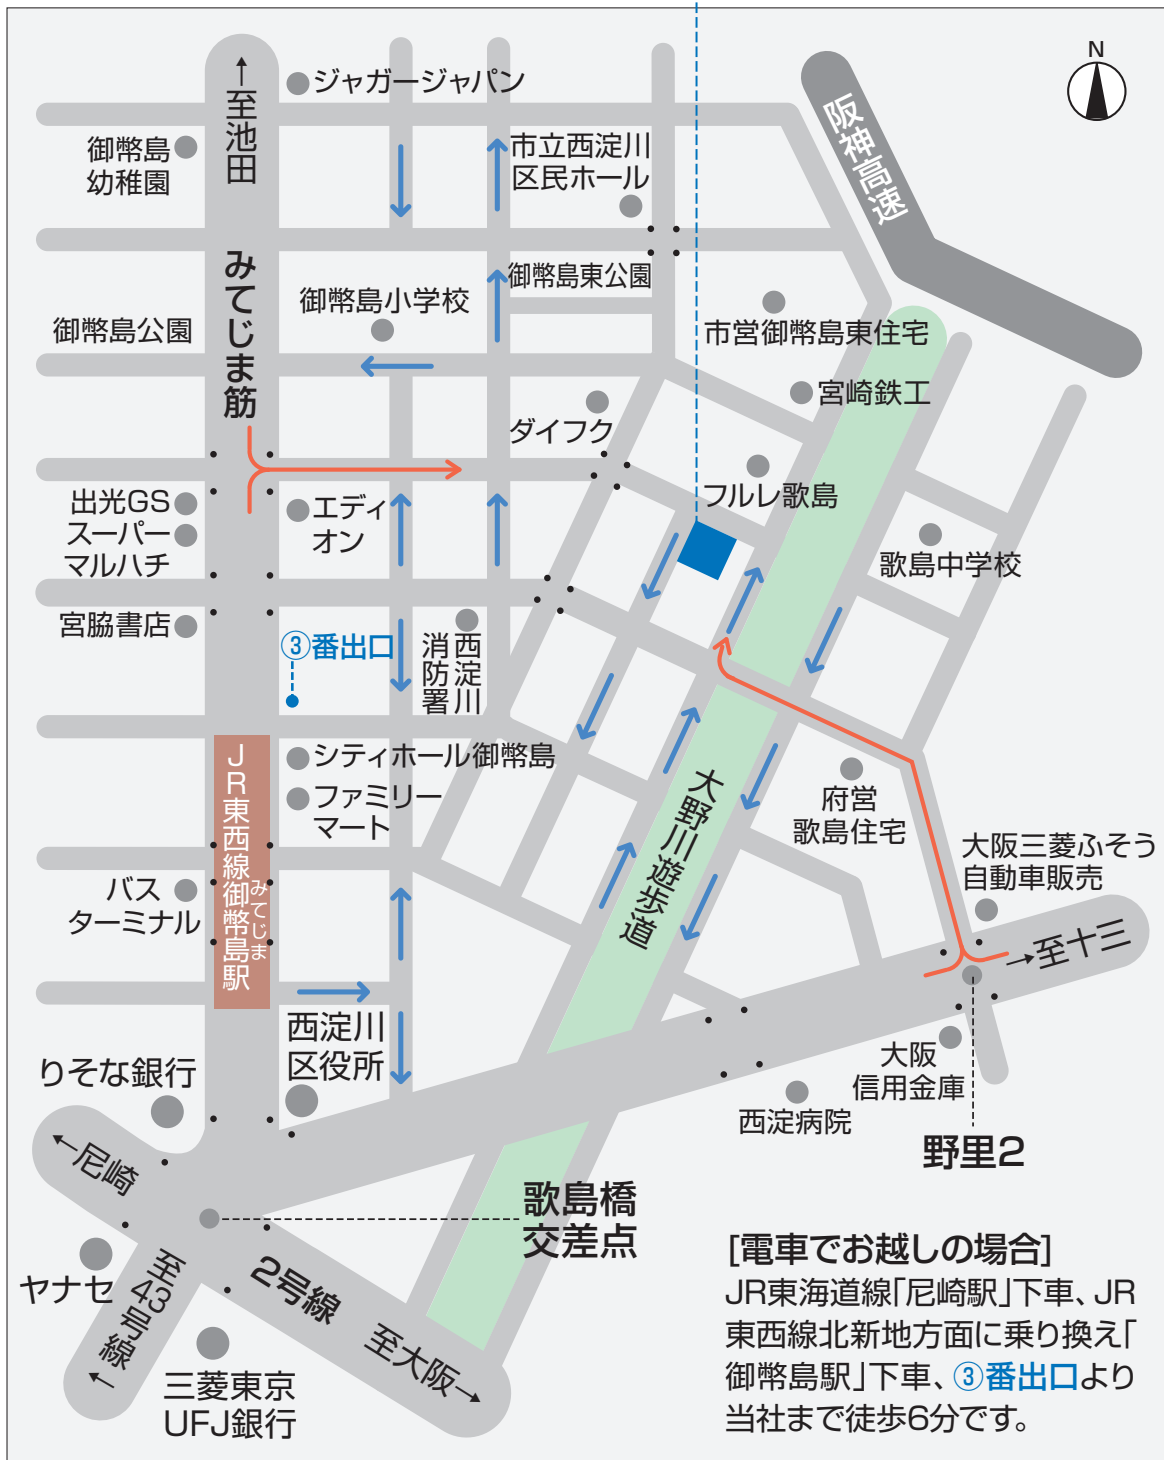 N
↑至池田
ジャガージャパン
御幣島
幼稚園
市立西淀川
区民ホール
阪神高速
みてじま筋
御幣島東公園
御幣島小学校
御幣島公園
市営御幣島東住宅
宮崎鉄工
ダイフク
フルレ歌島
出光GS
スーパー
マルハチ
エディ
オン
歌島中学校
宮脇書店
③番出口
西淀川
消防署
シティホール御幣島
ファミリー
マート
JR東西線御幣島駅
みてじま
大野川遊歩道
府営
歌島住宅
大阪三菱ふそう
自動車販売
バス
ターミナル
→至十三
西淀川
区役所
りそな銀行
大阪
信用金庫
西淀病院
野里2
←尼崎
歌島橋
交差点
ヤナセ
至43号線→
2号線
至大阪→
三菱東京
UFJ銀行
[電車でお越しの場合]
JR東海道線「尼崎駅」下車、JR
東西線北新地方面に乗り換え「
御幣島駅」下車、③番出口より
当社まで徒歩6分です。